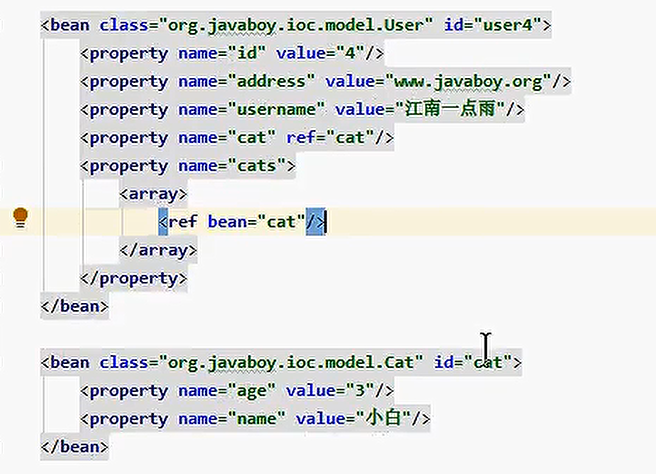 <bean class="org.javaboy.ioc.model.User" id="user4">
<property name="id" value="4"/>
<property name="address" value="www.javaboy.org"/>
<property name="username" value="江南一点雨"/>
<property name="cat" ref="cat"/>
<property name="cats">
<array>
<ref bean="cat"/>
</array>
</property>
</bean>
<bean class="org.javaboy.ioc.model.Cat" id="cat">
<property name="age" value="3"/>
<property name="name" value="小白"/>
</bean>